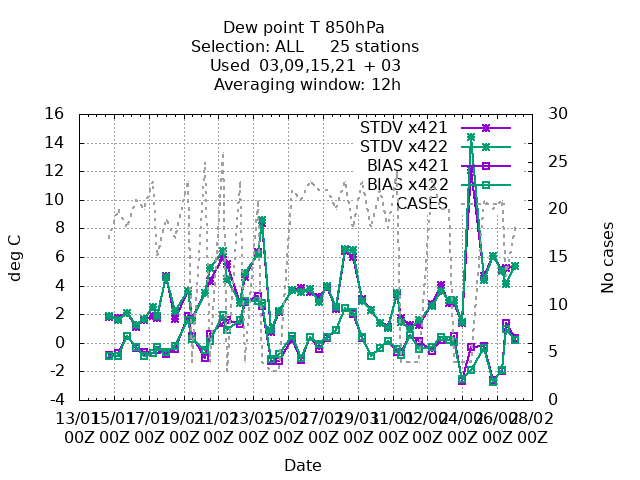 Dew point T 850hPa
Selection: ALL 25 stations
Used 03,09,15,21 + 03
Averaging window: 12h
deg C
No cases
16
14
12
10
8
6
4
2
0
-2
-4
30
25
20
15
10
5
0
STDV x421
STDV x422
BIAS x421
BIAS x422
CASES
13/01 15/01 17/01 19/01 21/01 23/01 25/01 27/01 29/01 31/01 02/02 24/02 26/02 28/02
00Z 00Z 00Z 00Z 00Z 00Z 00Z 00Z 00Z 00Z 00Z 00Z 00Z 00Z
Date